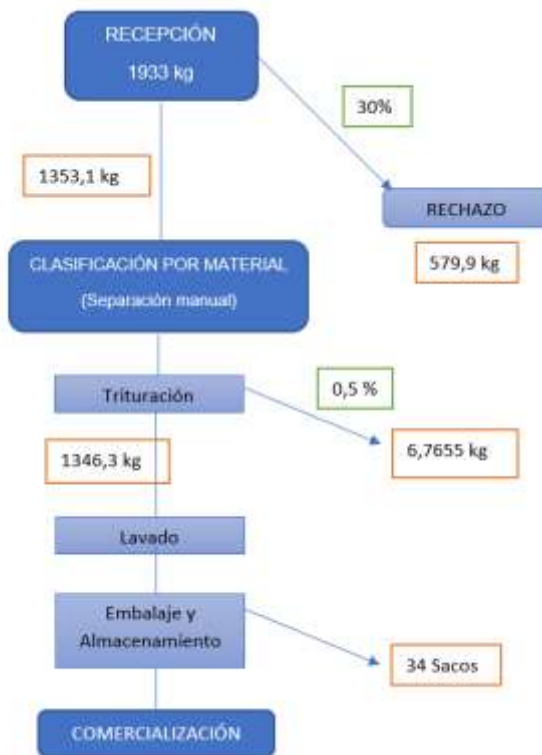 RECEPCIÓN
1933 kg
30%
1353,1 kg
RECHAZO
579,9 kg
CLASIFICACIÓN POR MATERIAL
(Separación manual)
0,5 %
Trituración
6,7655 kg
1346,3 kg
Lavado
Embalaje y
Almacenamiento
34 Sacos
COMERCIALIZACIÓN